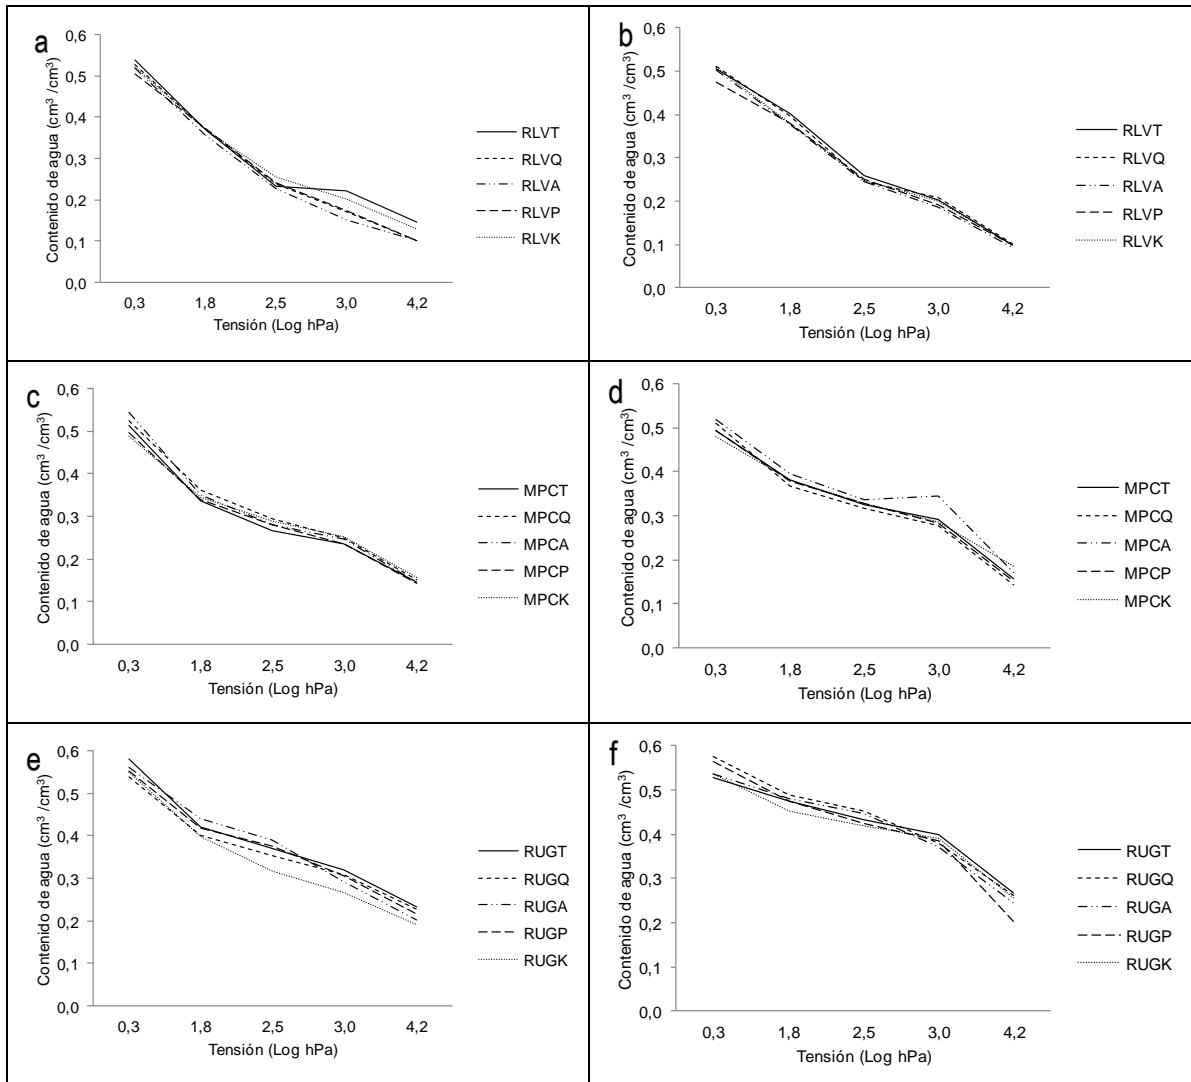 a
Contenido de agua (cm³ /cm³)
0,6
0,5
0,4
0,3
0,2
0,1
0,0
0,3 1,8 2,5 3,0 4,2
Tensión (Log hPa)
RLVT
RLVQ
RLVA
RLVP
RLVK
b
Contenido de agua (cm³ /cm³)
0,6
0,5
0,4
0,3
0,2
0,1
0,0
0,3 1,8 2,5 3,0 4,2
Tensión (Log hPa)
RLVT
RLVQ
RLVA
RLVP
RLVK
c
Contenido de agua (cm³ /cm³)
0,6
0,5
0,4
0,3
0,2
0,1
0,0
0,3 1,8 2,5 3,0 4,2
Tensión (Log hPa)
MPCT
MPCQ
MPCA
MPCP
MPCK
d
Contenido de agua (cm³ /cm³)
0,6
0,5
0,4
0,3
0,2
0,1
0,0
0,3 1,8 2,5 3,0 4,2
Tensión (Log hPa)
MPCT
MPCQ
MPCA
MPCP
MPCK
e
Contenido de agua (cm³ /cm³)
0,6
0,5
0,4
0,3
0,2
0,1
0,0
0,3 1,8 2,5 3,0 4,2
Tensión (Log hPa)
RUGT
RUGQ
RUGA
RUGP
RUGK
f
Contenido de agua (cm³ /cm³)
0,6
0,5
0,4
0,3
0,2
0,1
0,0
0,3 1,8 2,5 3,0 4,2
Tensión (Log hPa)
RUGT
RUGQ
RUGA
RUGP
RUGK